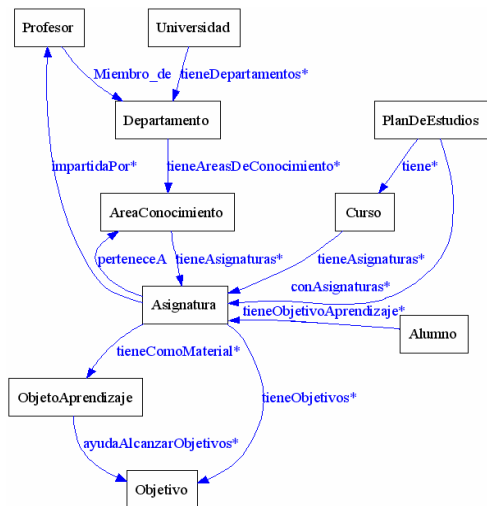 Profesor
Universidad
Miembro_de
tieneDepartamentos*
Departamento
PlanDeEstudios
impartidaPor*
tieneAreasDeConocimiento*
tiene*
AreaConocimiento
Curso
perteneceA
tieneAsignaturas*
tieneAsignaturas*
conAsignaturas*
Asignatura
tieneObjetivoAprendizaje*
Alumno
tieneComoMaterial*
ObjetoAprendizaje
tieneObjetivos*
ayudaAlcanzarObjetivos*
Objetivo